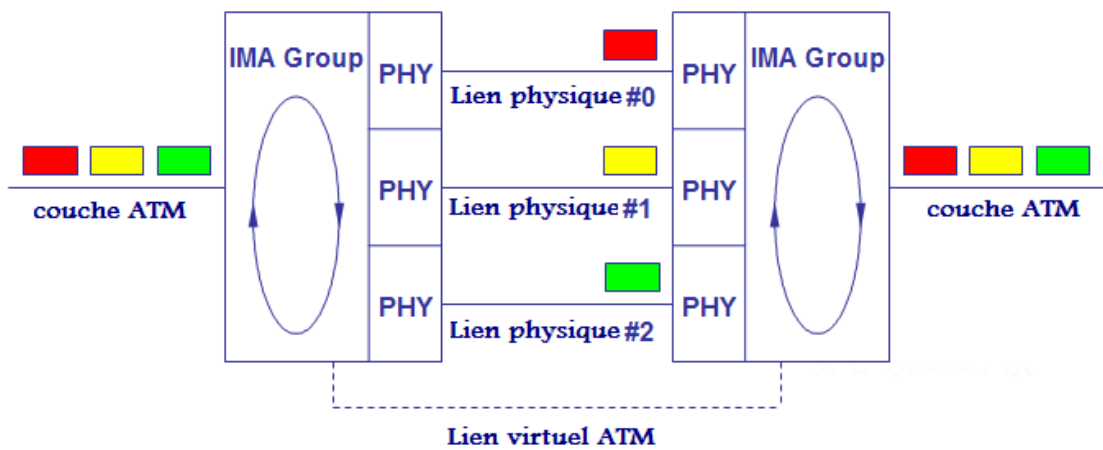 IMA Group
PHY
PHY
IMA Group
Lien physique #0
couche ATM
PHY
Lien physique #1
PHY
couche ATM
PHY
Lien physique #2
PHY
Lien virtuel ATM